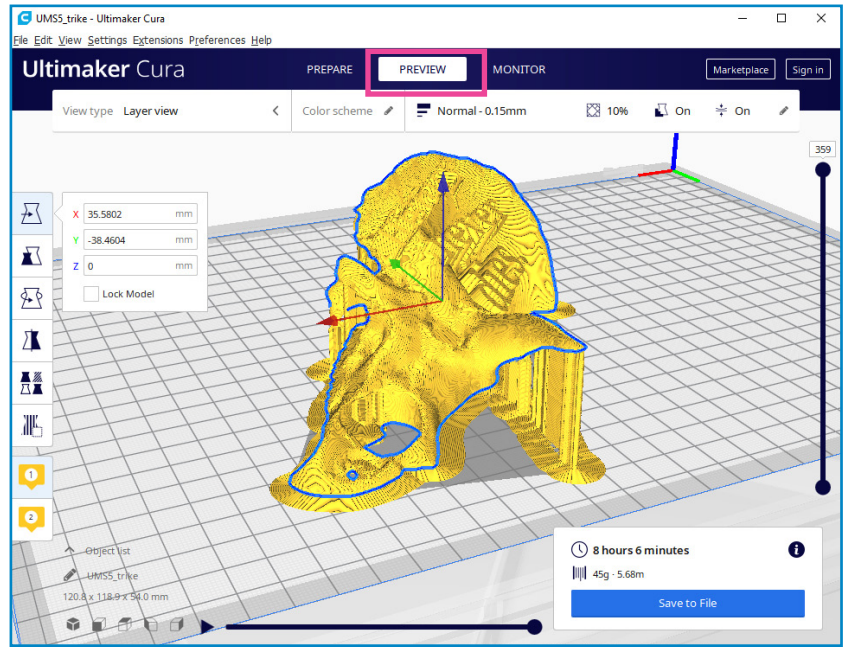 UMS5_trike - Ultimaker Cura
File Edit View Settings Extensions Preferences Help
Ultimaker Cura PREPARE PREVIEW MONITOR Marketplace Sign in
View type Layer view Color scheme Normal - 0.15mm 10% On On
359
X 35.5802 mm
Y -38.4604 mm
Z 0 mm
Lock Model
1
2
Object list
UMS5_trike
120.8 x 118.9 x 54.0 mm
8 hours 6 minutes
45g · 5.68m
Save to File